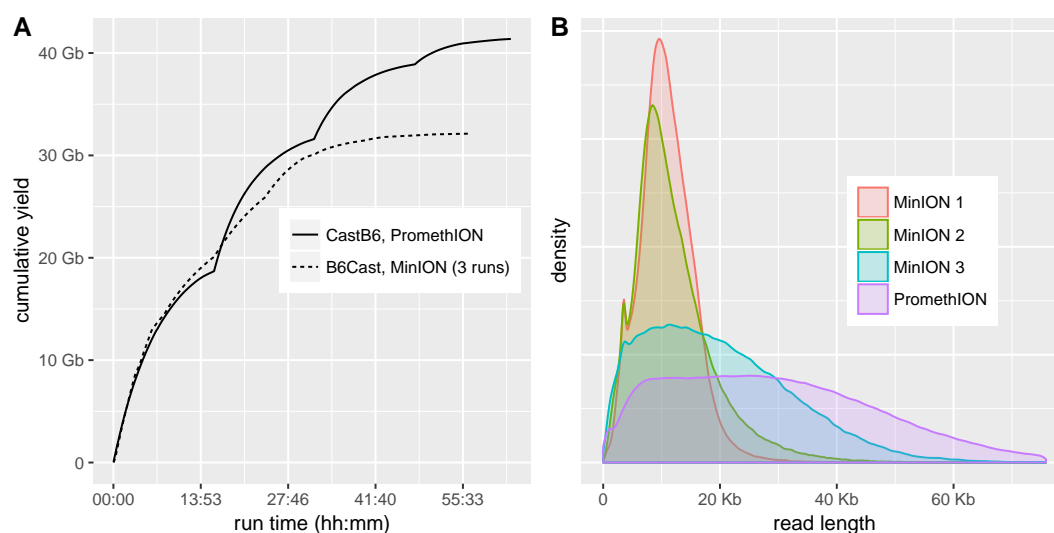 A
cumulative yield
40 Gb
30 Gb
20 Gb
10 Gb
0
CastB6, PromethION
B6Cast, MinION (3 runs)
00:00 13:53 27:46 41:40 55:33
run time (hh:mm)
B
density
MinION 1
MinION 2
MinION 3
PromethION
0 20 Kb 40 Kb 60 Kb
read length